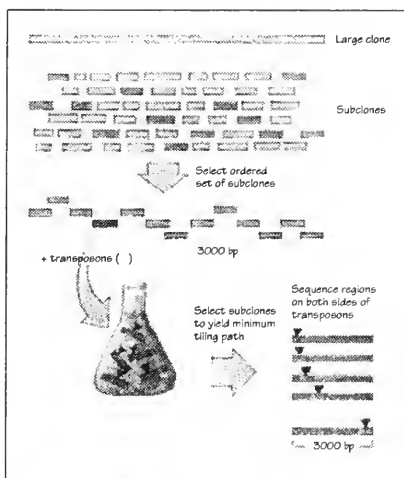 Large clone
Subclones
Select ordered
set of subclones
3000 bp
+ transposons ( )
Select subclones
to yield minimum
tiling path
Sequence regions
on both sides of
transposons
3000 bp